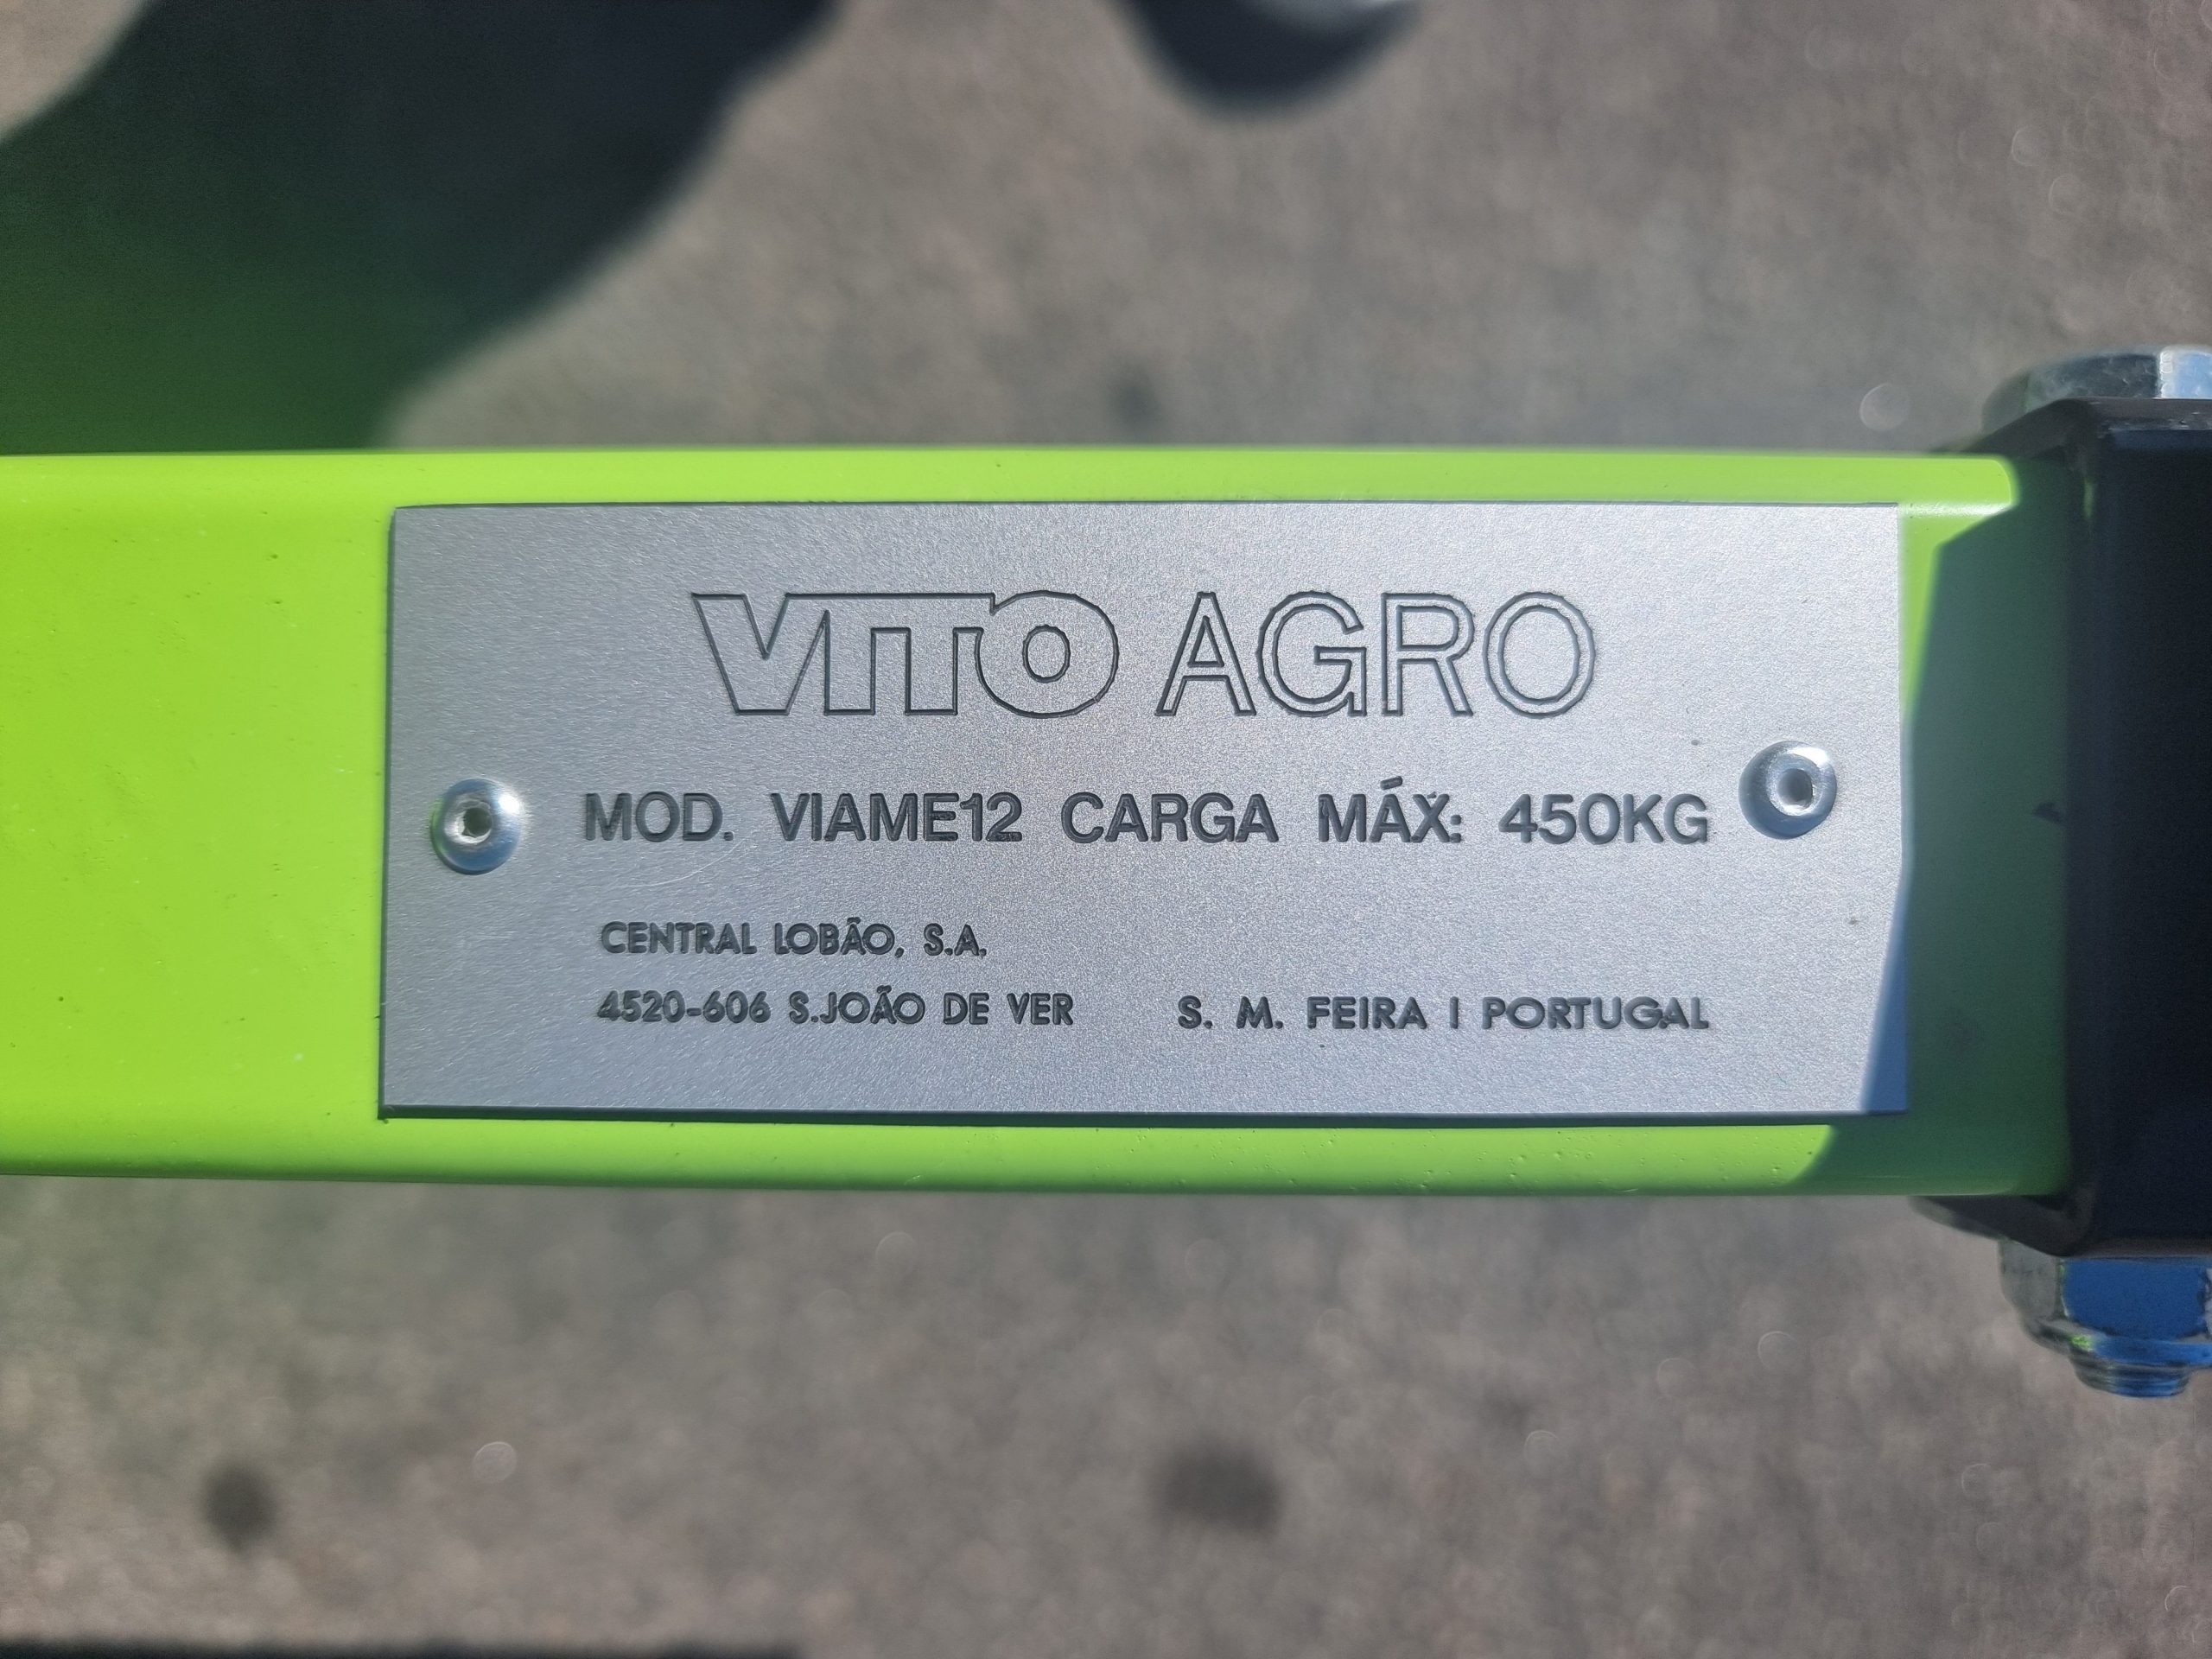 VITO AGRO
MOD. VIAME12 CARGA MÁX: 450KG
CENTRAL LOBÃO, S.A.
4520-606 S.JOÃO DE VER S. M. FEIRA | PORTUGAL